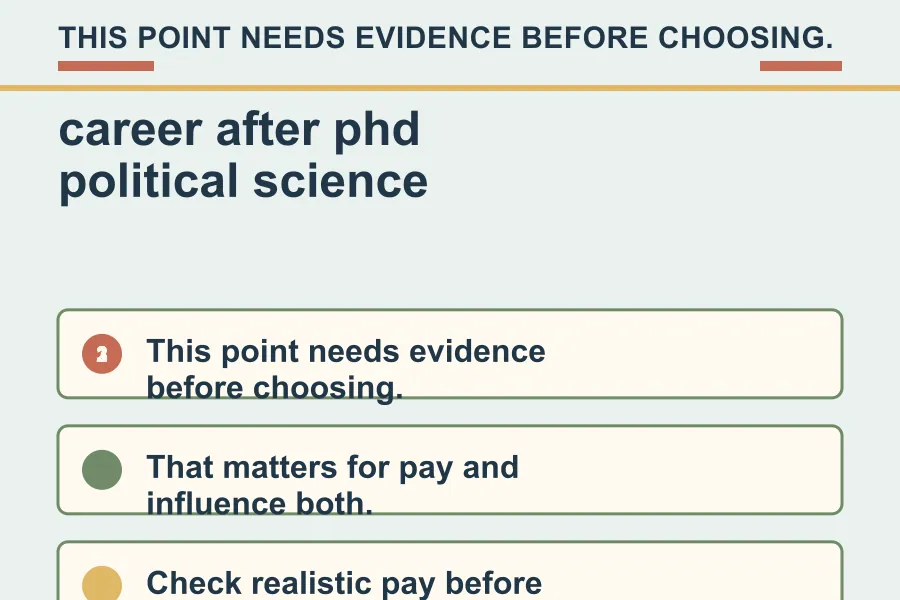 THIS POINT NEEDS EVIDENCE BEFORE CHOOSING.
career after phd
political science
This point needs evidence
before choosing.
That matters for pay and
influence both.
Check realistic pay before